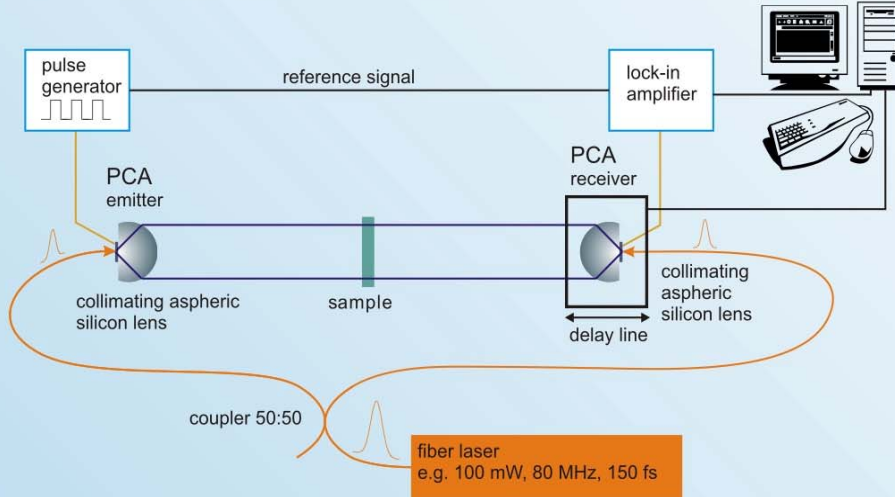 pulse
generator
reference signal
lock-in
amplifier
PCA
emitter
PCA
receiver
collimating aspheric
silicon lens
sample
delay line
collimating
aspheric
silicon lens
coupler 50:50
fiber laser
e.g. 100 mW, 80 MHz, 150 fs